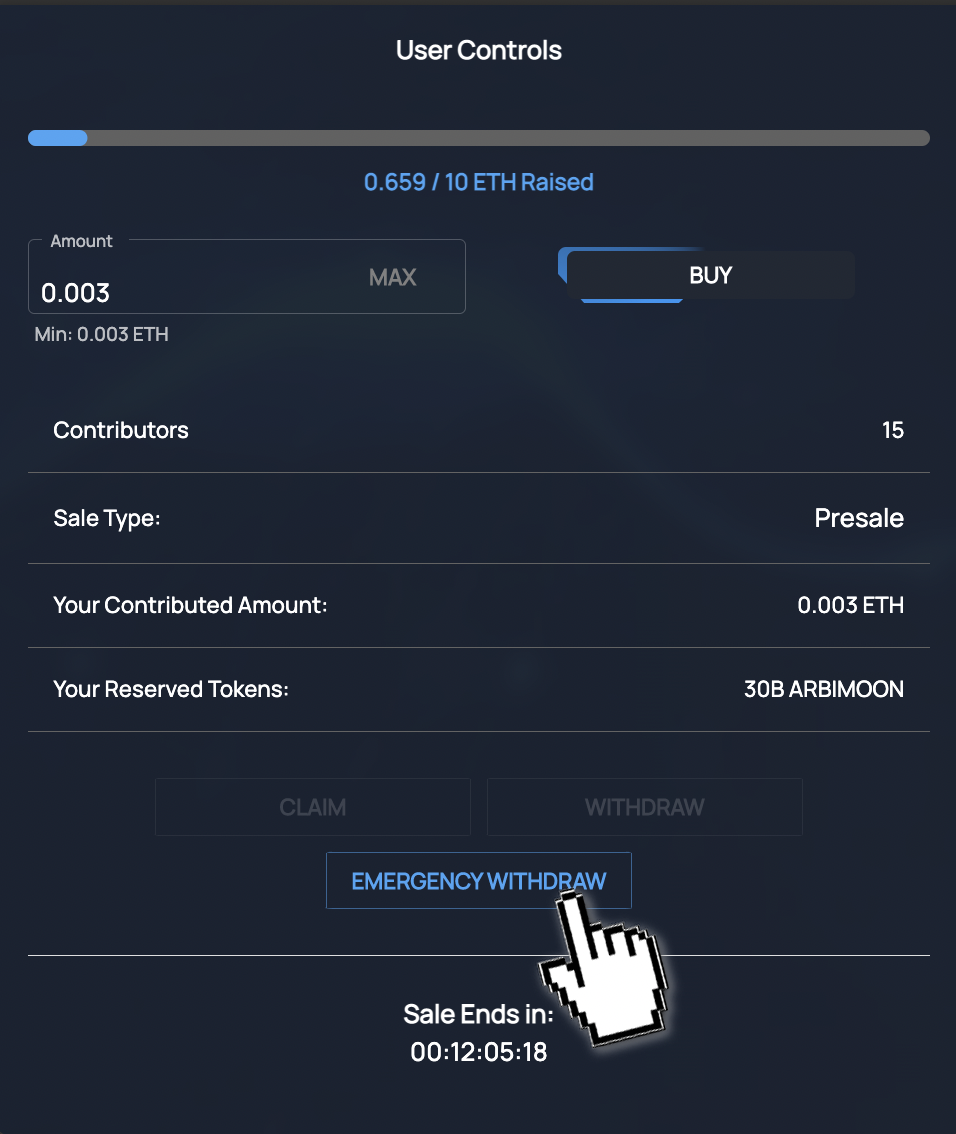 User Controls
0.659 / 10 ETH Raised
Amount
0.003
MAX
BUY
Min: 0.003 ETH
Contributors 15
Sale Type: Presale
Your Contributed Amount: 0.003 ETH
Your Reserved Tokens: 30B ARBIMOON
CLAIM WITHDRAW
EMERGENCY WITHDRAW
Sale Ends in:
00:12:05:18